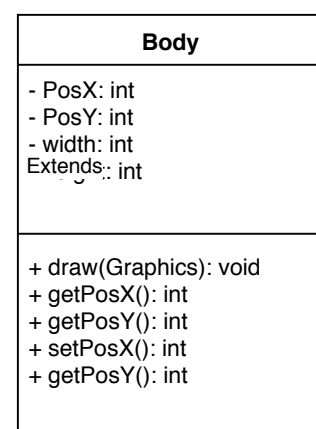 Body
- PosX: int
- PosY: int
- width: int
Extends : int
+ draw(Graphics): void
+ getPosX(): int
+ getPosY(): int
+ setPosX(): int
+ getPosY(): int